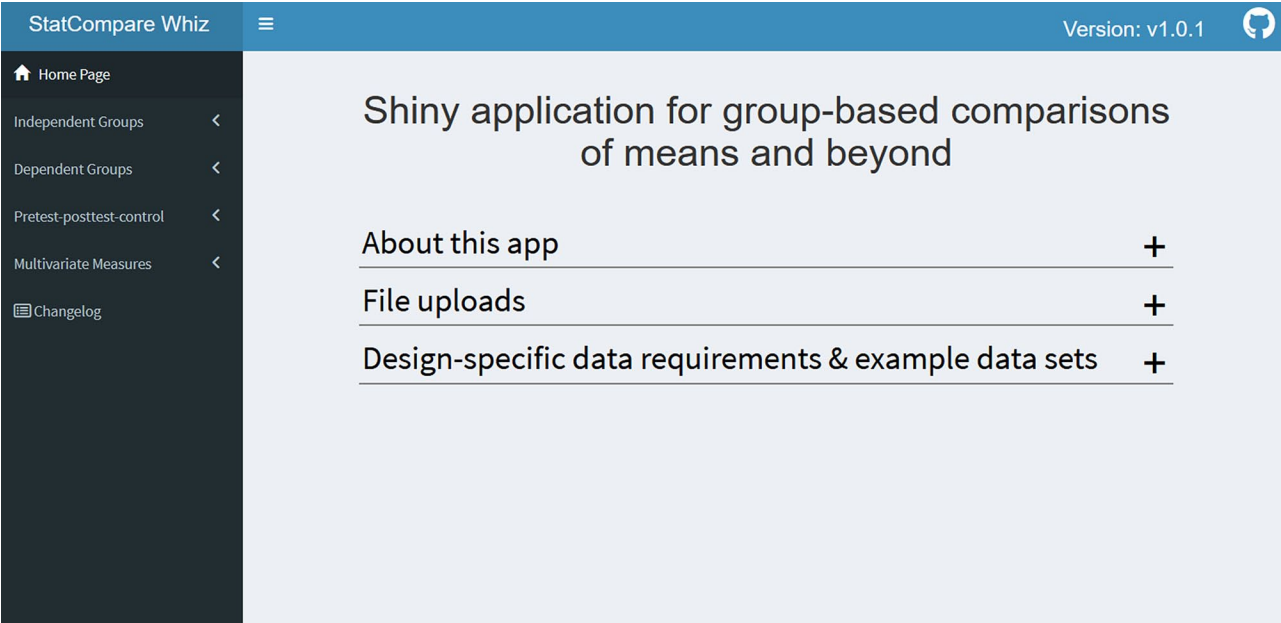 StatCompare Whiz
Version: v1.0.1
Home Page
Independent Groups
Dependent Groups
Pretest-posttest-control
Multivariate Measures
Changelog
Shiny application for group-based comparisons
of means and beyond
About this app
File uploads
Design-specific data requirements & example data sets